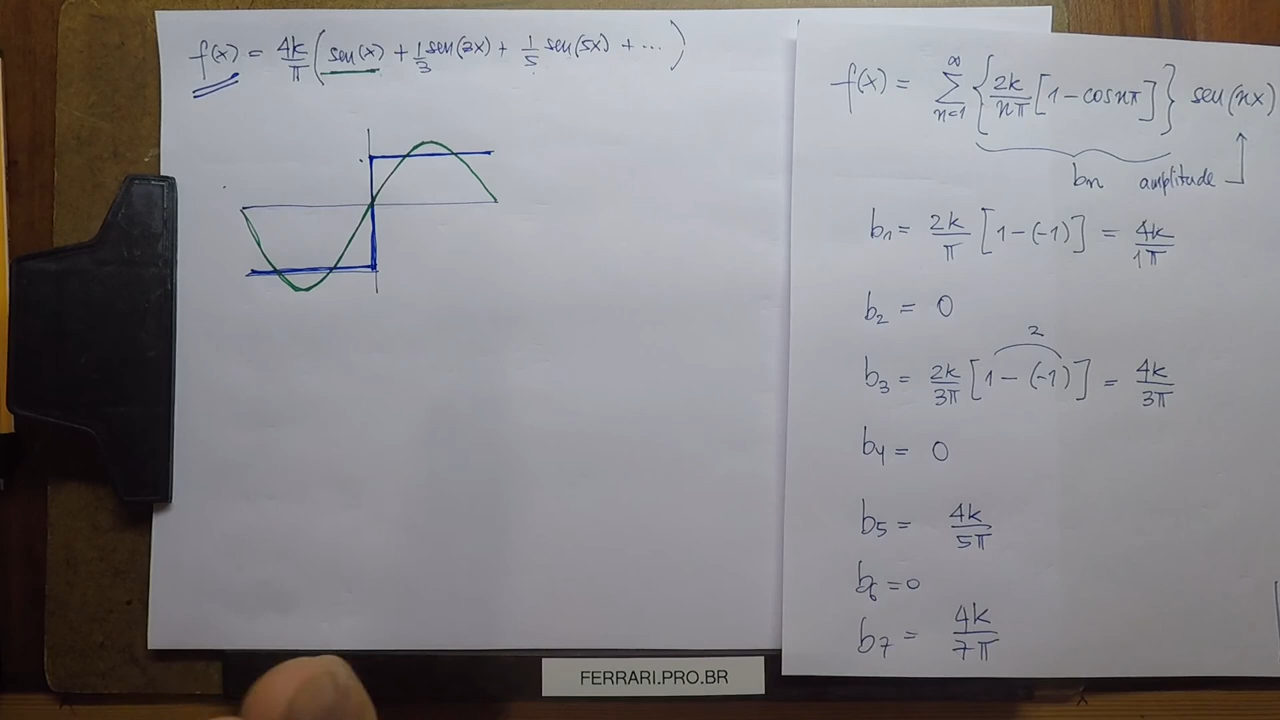 f(x) = 4k/π (sen(x) + 1/3 sen(3x) + 1/5 sen(5x) + ...)
f(x) = ∑_{n=1}^{∞} {2k/nπ [1 - cos nπ]} sen(nx)
bn amplitude
b1 = 2k/π [1 - (-1)] = 4k/1π
b2 = 0
2
b3 = 2k/3π [1 - (-1)] = 4k/3π
b4 = 0
b5 = 4k/5π
b6 = 0
b7 = 4k/7π
FERRARI.PRO.BR